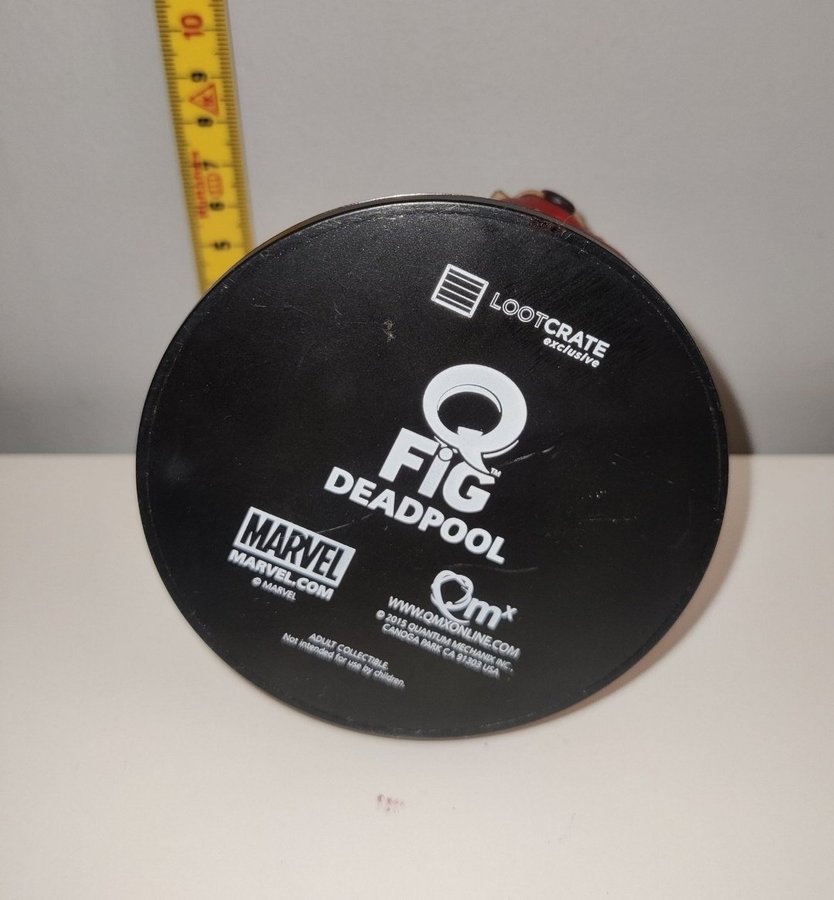 10
9
8
7
6
5
LOOTCRATE
exclusive
Q
FiG™
DEADPOOL
MARVEL
MARVEL.COM
© MARVEL
Qmx
WWW.QMXONLINE.COM
© 2015 QUANTUM MECHANIX INC.
CANOGA PARK CA 91303 USA
ADULT COLLECTIBLE.
Not intended for use by children.